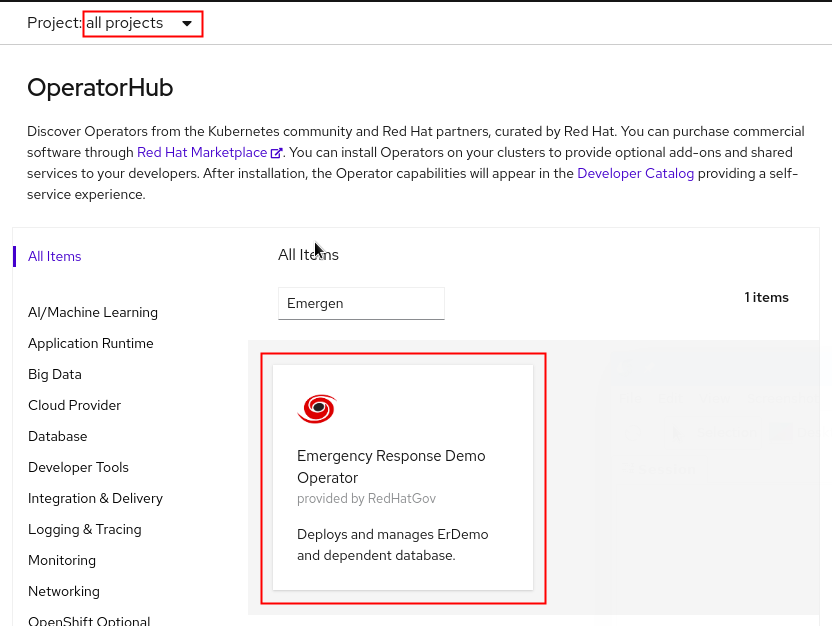 Project: all projects
OperatorHub
Discover Operators from the Kubernetes community and Red Hat partners, curated by Red Hat. You can purchase commercial
software through Red Hat Marketplace. You can install Operators on your clusters to provide optional add-ons and shared
services to your developers. After installation, the Operator capabilities will appear in the Developer Catalog providing a self-
service experience.
All Items
AI/Machine Learning
Application Runtime
Big Data
Cloud Provider
Database
Developer Tools
Integration & Delivery
Logging & Tracing
Monitoring
Networking
OpenShift Optional
All Items
Emergen
1 items
Emergency Response Demo
Operator
provided by RedHatGov
Deploys and manages ErDemo
and dependent database.